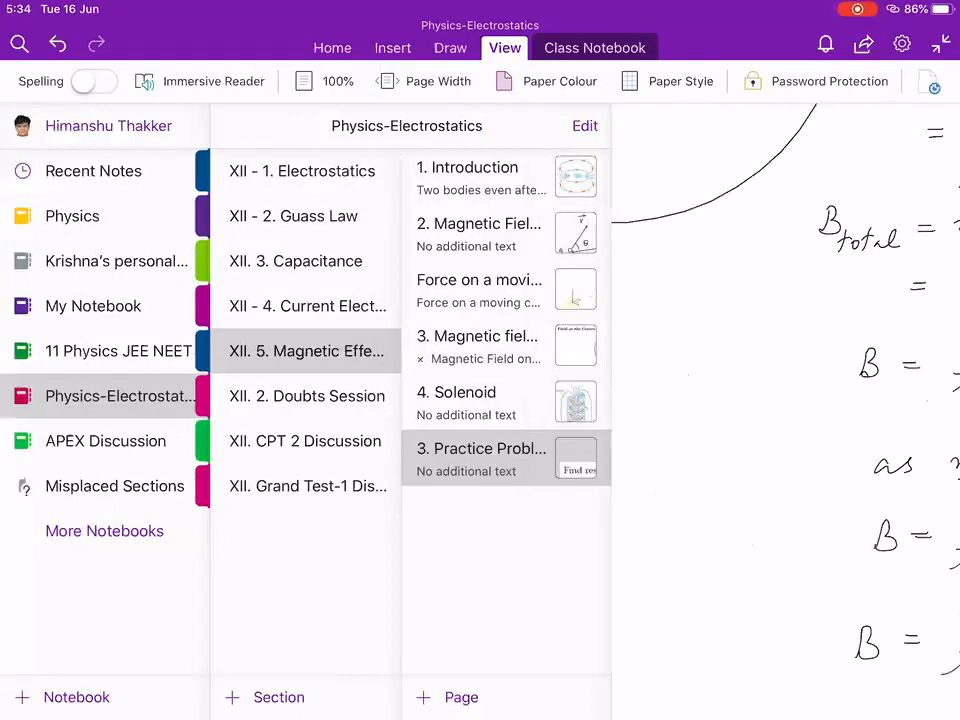 5:34 Tue 16 Jun
86%
Physics-Electrostatics
Home Insert Draw View Class Notebook
Spelling Immersive Reader 100% Page Width Paper Colour Paper Style Password Protection
Himanshu Thakker
Recent Notes
Physics
Krishna's personal...
My Notebook
11 Physics JEE NEET
Physics-Electrostat...
APEX Discussion
Misplaced Sections
More Notebooks
+ Notebook
Physics-Electrostatics Edit
XII - 1. Electrostatics
XII - 2. Guass Law
XII. 3. Capacitance
XII - 4. Current Elect...
XII. 5. Magnetic Effe...
XII. 2. Doubts Session
XII. CPT 2 Discussion
XII. Grand Test-1 Dis...
+ Section
1. Introduction
Two bodies even afte...
2. Magnetic Fiel...
No additional text
Force on a movi...
Force on a moving c...
3. Magnetic fiel...
× Magnetic Field on...
4. Solenoid
No additional text
3. Practice Probl...
No additional text
Find res
+ Page
=
B total =
=
B =
as
B =
B =